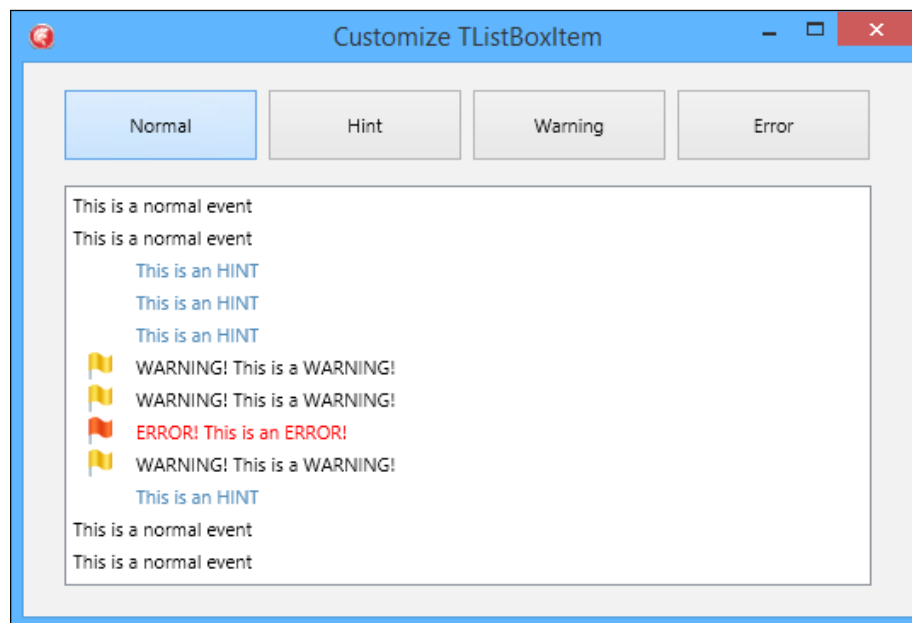 Customize TListBoxItem
Normal
Hint
Warning
Error
This is a normal event
This is a normal event
This is an HINT
This is an HINT
This is an HINT
WARNING! This is a WARNING!
WARNING! This is a WARNING!
ERROR! This is an ERROR!
WARNING! This is a WARNING!
This is an HINT
This is a normal event
This is a normal event